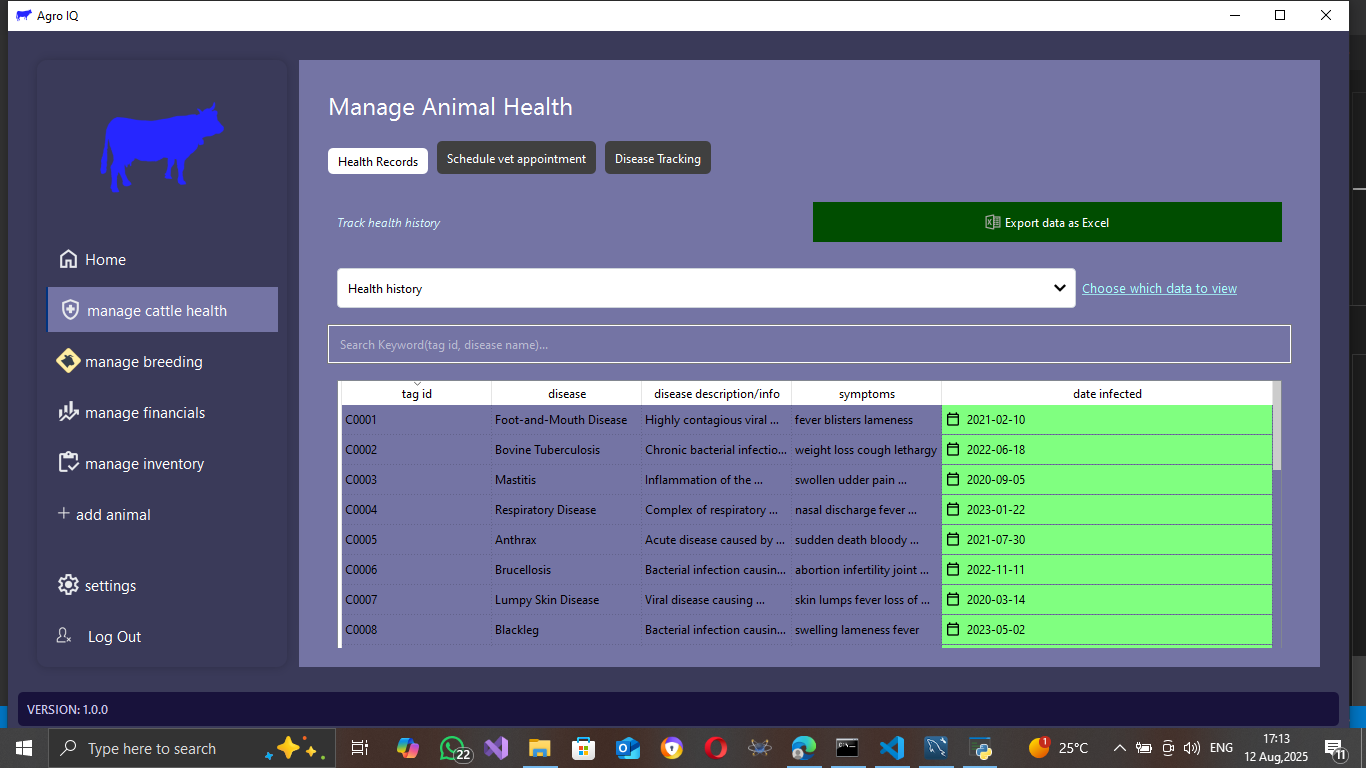 Agro IQ
Manage Animal Health
Health Records Schedule vet appointment Disease Tracking
Track health history
Export data as Excel
Health history
Choose which data to view
Search Keyword(tag id, disease name)...
Home
manage cattle health
manage breeding
manage financials
manage inventory
add animal
settings
Log Out
tag id disease disease description/info symptoms date infected
C0001 Foot-and-Mouth Disease Highly contagious viral ... fever blisters lameness 2021-02-10
C0002 Bovine Tuberculosis Chronic bacterial infectio... weight loss cough lethargy 2022-06-18
C0003 Mastitis Inflammation of the ... swollen udder pain ... 2020-09-05
C0004 Respiratory Disease Complex of respiratory ... nasal discharge fever ... 2023-01-22
C0005 Anthrax Acute disease caused by ... sudden death bloody ... 2021-07-30
C0006 Brucellosis Bacterial infection causin... abortion infertility joint ... 2022-11-11
C0007 Lumpy Skin Disease Viral disease causing ... skin lumps fever loss of ... 2020-03-14
C0008 Blackleg Bacterial infection causin... swelling lameness fever 2023-05-02
VERSION: 1.0.0
Type here to search
22
1
25°C
ENG
17:13
12 Aug,2025
11